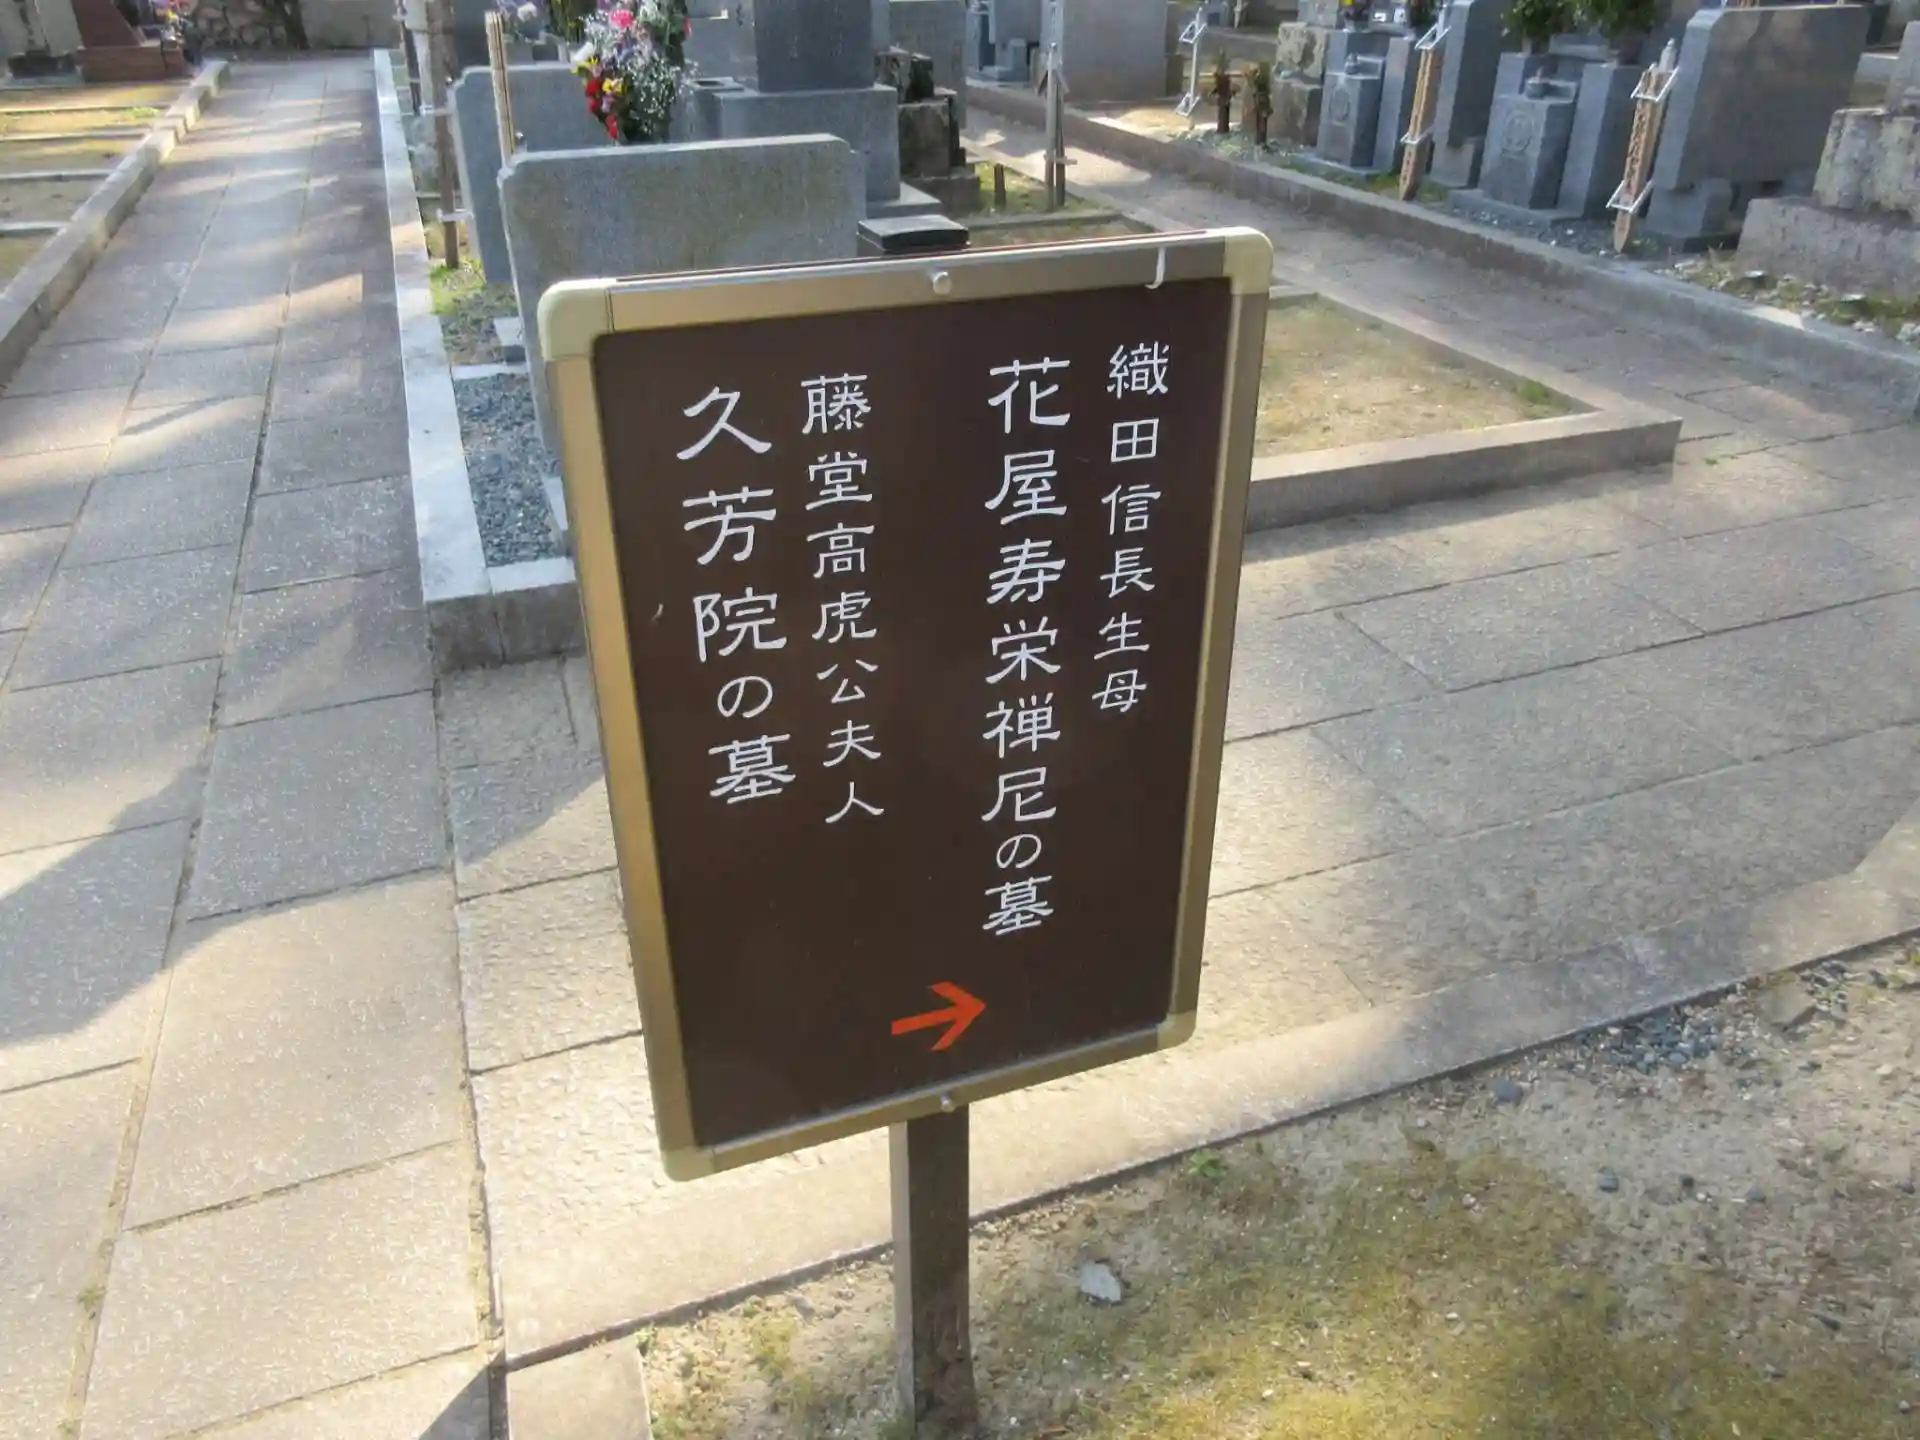 織田信長生母
花屋寿栄禅尼の墓
藤堂高虎公夫人
久芳院の墓